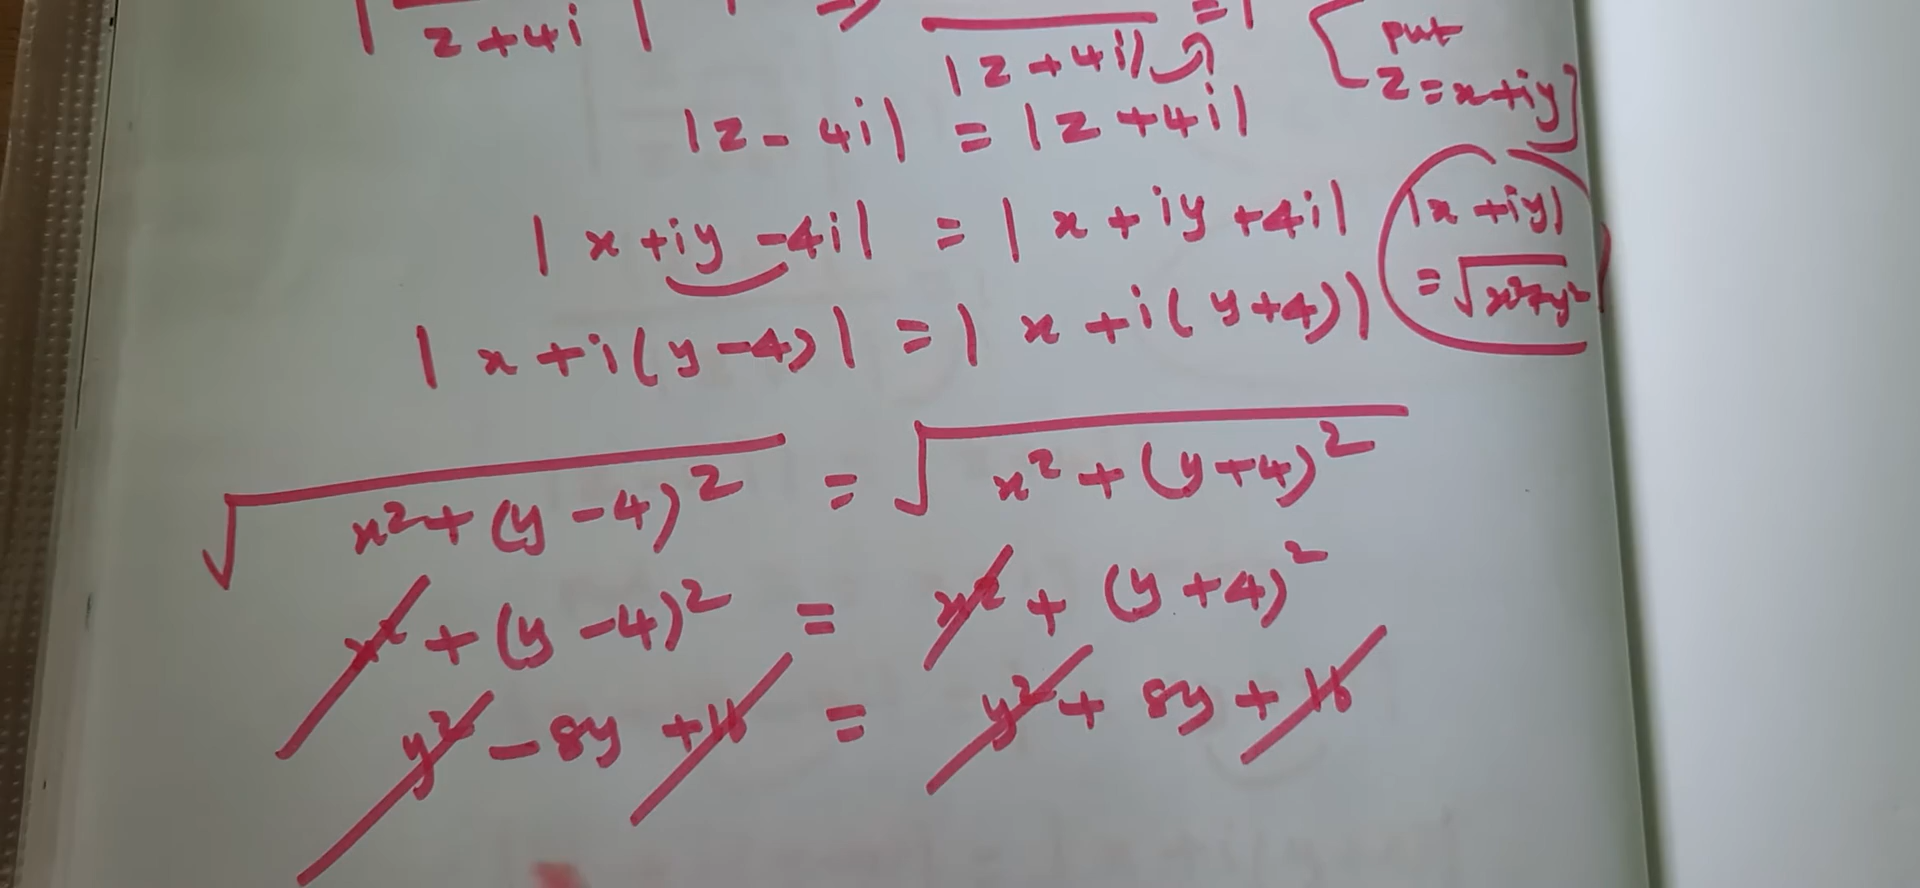 |z+4i| ⇒ |z+4i| = 1 [put
z=x+iy]
|z-4i| = |z+4i|
|x+iy-4i| = |x+iy+4i|
|x+iy|
= √x²+y²
|x+i(y-4)| = |x+i(y+4)|
√x²+(y-4)² = √x²+(y+4)²
x²+(y-4)² = x²+(y+4)²
y²-8y+16 = y²+8y+16